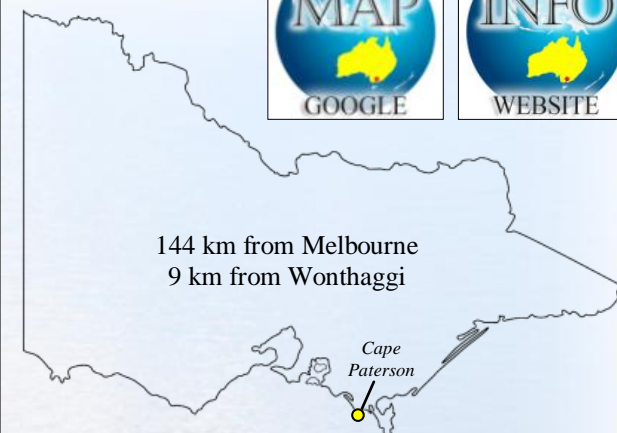 MAP
INFO
GOOGLE
WEBSITE
144 km from Melbourne
9 km from Wonthaggi
Cape
Paterson